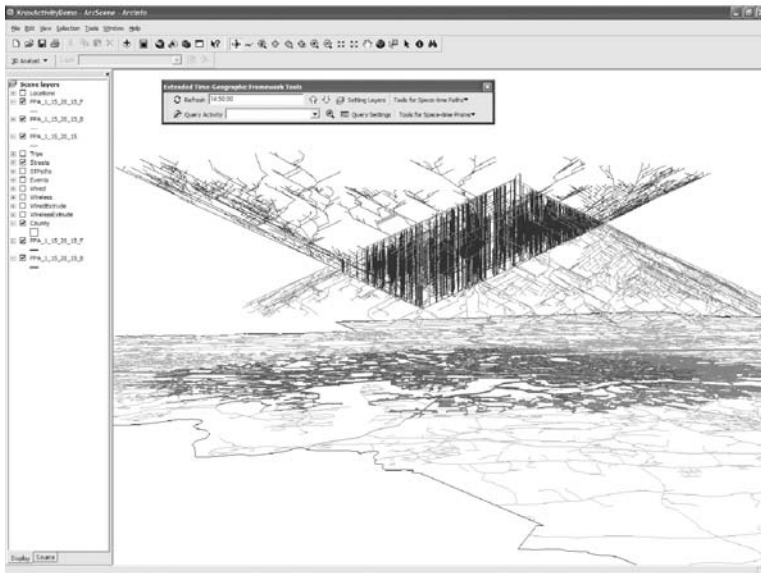 KnoxActivityDemo - ArcScene - ArcInfo
File Edit View Selection Tools Window Help
3D Analyst
Scene layers
Locations
PPA_1_15_20_15_F
PPA_1_15_20_15_B
PPA_1_15_20_15
Trips
Streets
STPaths
Events
Wired
Wireless
WiredExtrude
WirelessExtrude
County
PPA_1_15_20_15_F
PPA_1_15_20_15_B
Display Source
Extended Time-Geographic Framework Tools
Refresh 14:50:00 Setting Layers Tools for Space-time Paths
Query Activity Query Settings Tools for Space-time Prisms